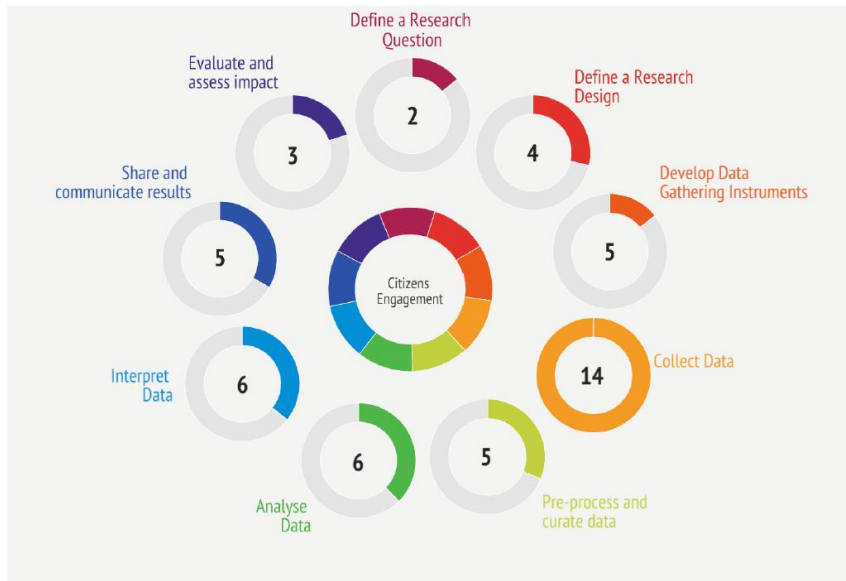 Define a Research
Question
2
Evaluate and
assess impact
3
Define a Research
Design
4
Share and
communicate results
5
Develop Data
Gathering Instruments
5
Citizens
Engagement
Interpret
Data
6
Collect Data
14
Analyse
Data
6
Pre-process and
curate data
5